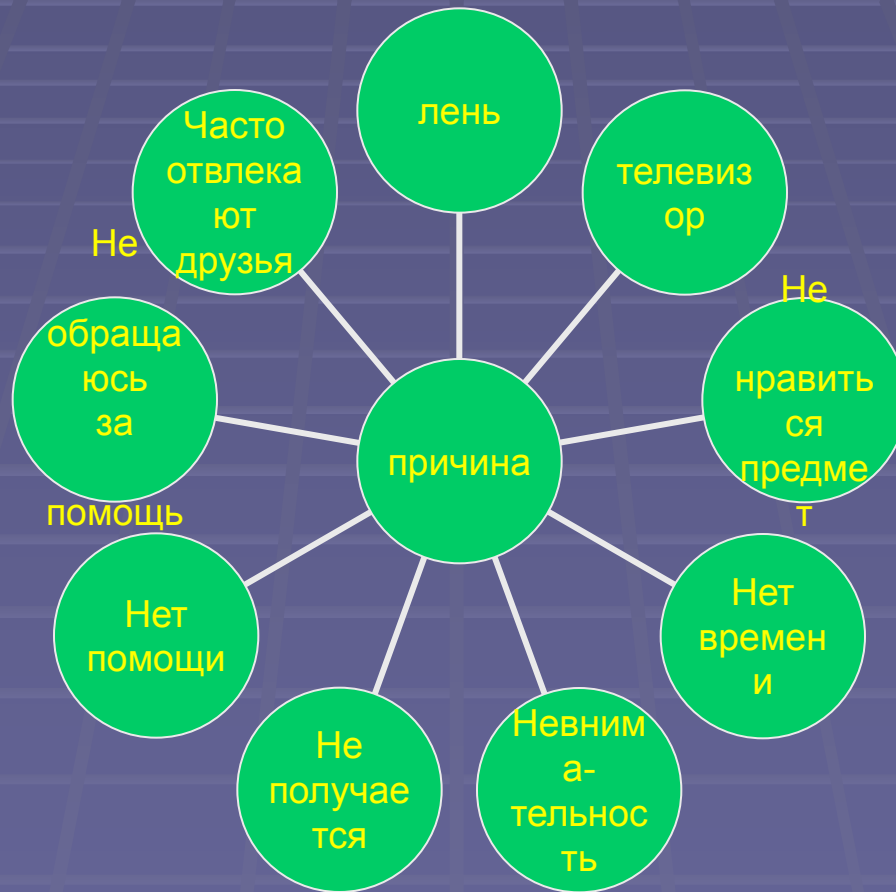 лень
телевиз
ор
Не
нравить
ся
предме
т
Нет
времен
и
Невним
а-
тельнос
ть
Не
получае
тся
Нет
помощи
Не
обраща
юсь
за
помощь
Часто
отвлека
ют
друзья
причина